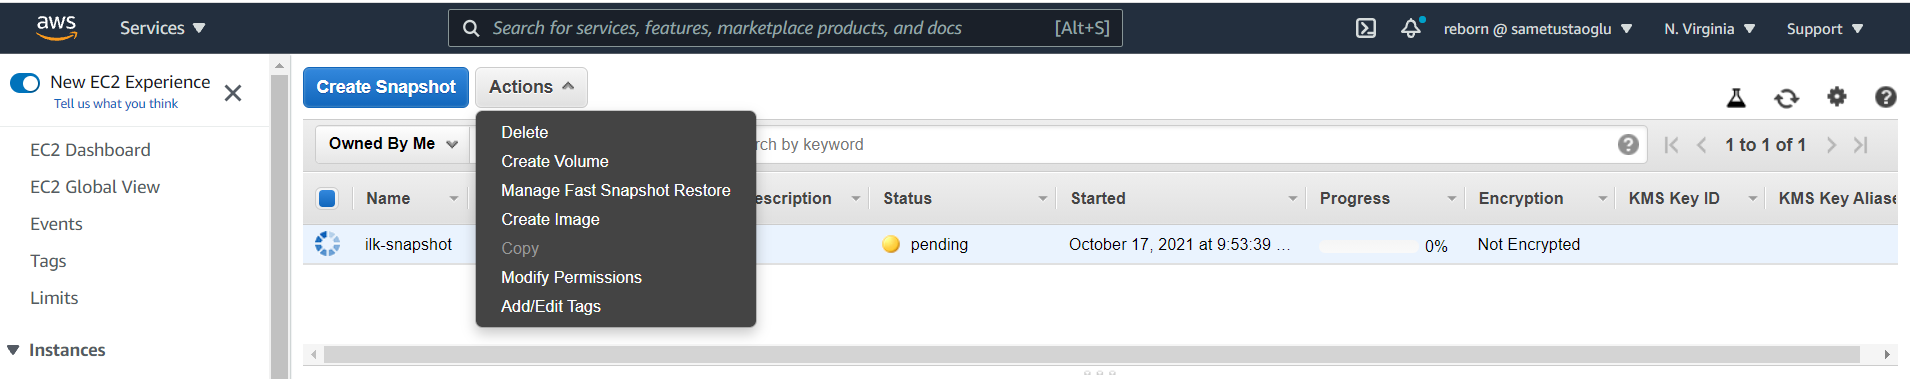 aws
Services
Search for services, features, marketplace products, and docs
[Alt+S]
reborn @ sametustaoglu
N. Virginia
Support
New EC2 Experience
Tell us what you think
EC2 Dashboard
EC2 Global View
Events
Tags
Limits
Instances
Create Snapshot
Actions
Delete
Create Volume
Manage Fast Snapshot Restore
Create Image
Copy
Modify Permissions
Add/Edit Tags
Owned By Me
rch by keyword
1 to 1 of 1
Name
escription
Status
Started
Progress
Encryption
KMS Key ID
KMS Key Aliase
ilk-snapshot
pending
October 17, 2021 at 9:53:39 ...
0%
Not Encrypted